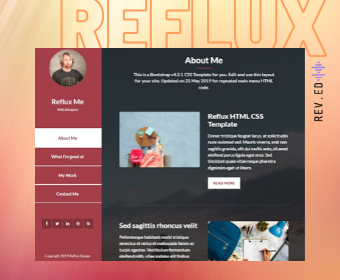 REFLUX
REV.ED
Reflux Me
Web Designer
About Me
What I'm good at
My Work
Contact Me
Copyright 2019 Reflux Design
About Me
This is a Bootstrap v4.2.1 CSS Template for you. Edit and use this layout
for your site. Updated on 21 May 2019 for repeated main menu HTML
code.
Reflux HTML CSS
Template
Donec tristique feugiat lacus, at sollicitudin
nunc euismod sed. Mauris viverra, erat non
sagittis gravida, elit dui mollis ante, sit amet
eleifend purus ligula eget eros. Sed
tincidunt quam vitae neque pharetra
dignissim eget ut libero.
READ MORE
Sed sagittis rhoncus velit
Pellentesque habitant morbi tristique
senectus et netus et malesuada fames ac
turpis egestas. Vestibulum fermentum
eleifend nibh, vitae sodales elit